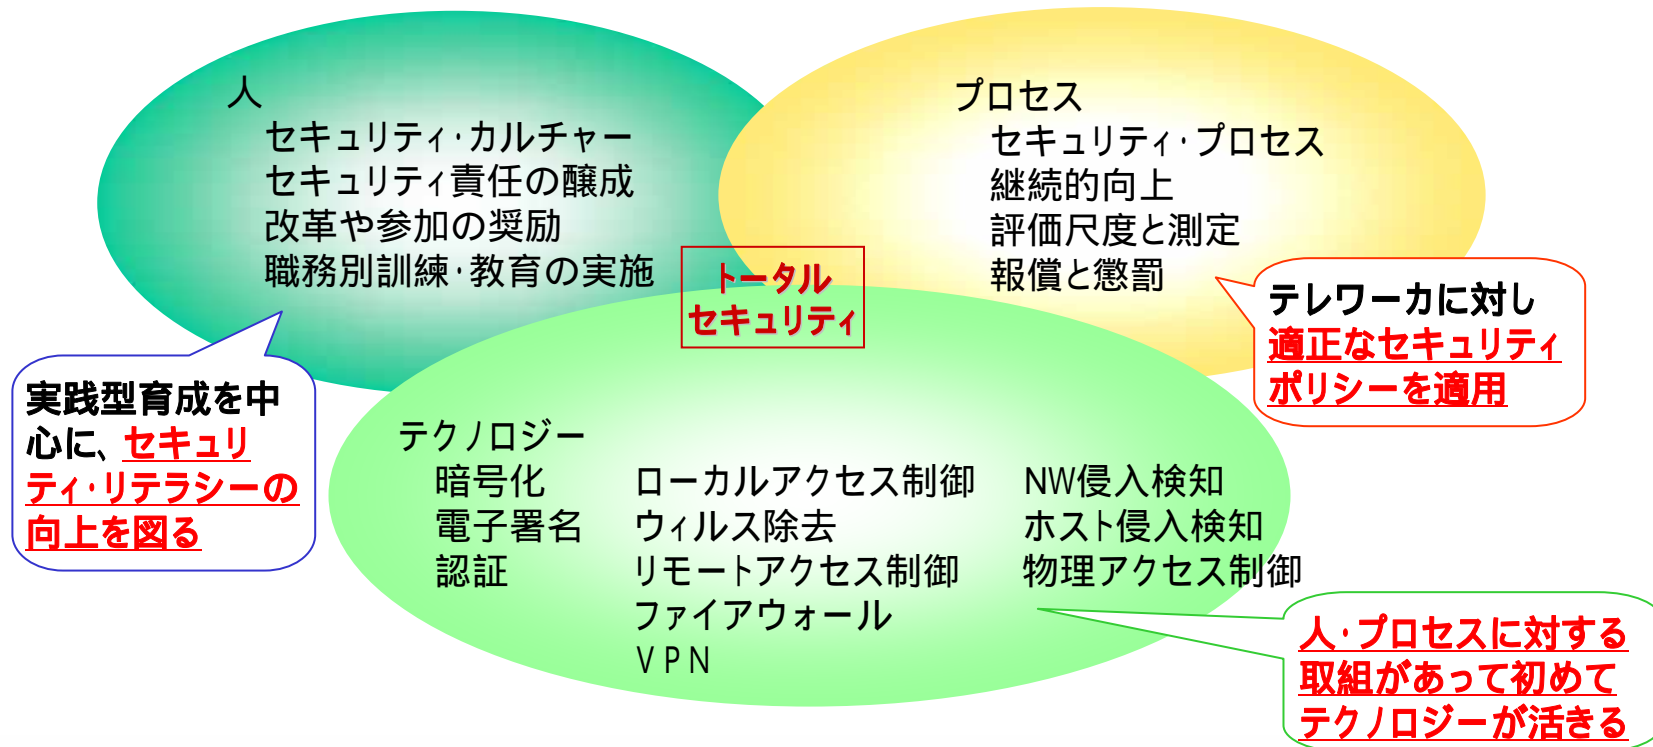 人
セキュリティ・カルチャー
セキュリティ責任の醸成
改革や参加の奨励
職務別訓練・教育の実施
プロセス
セキュリティ・プロセス
継続的向上
評価尺度と測定
報償と懲罰
トータル
セキュリティ
テレワーカに対し
適正なセキュリティ
ポリシーを適用
実践型育成を中
心に、セキュリ
ティ・リテラシーの
向上を図る
テクノロジー
暗号化
電子署名
認証
ローカルアクセス制御
ウィルス除去
リモートアクセス制御
ファイアウォール
ＶＰＮ
NW侵入検知
ホスト侵入検知
物理アクセス制御
人・プロセスに対する
取組があって初めて
テクノロジーが活きる